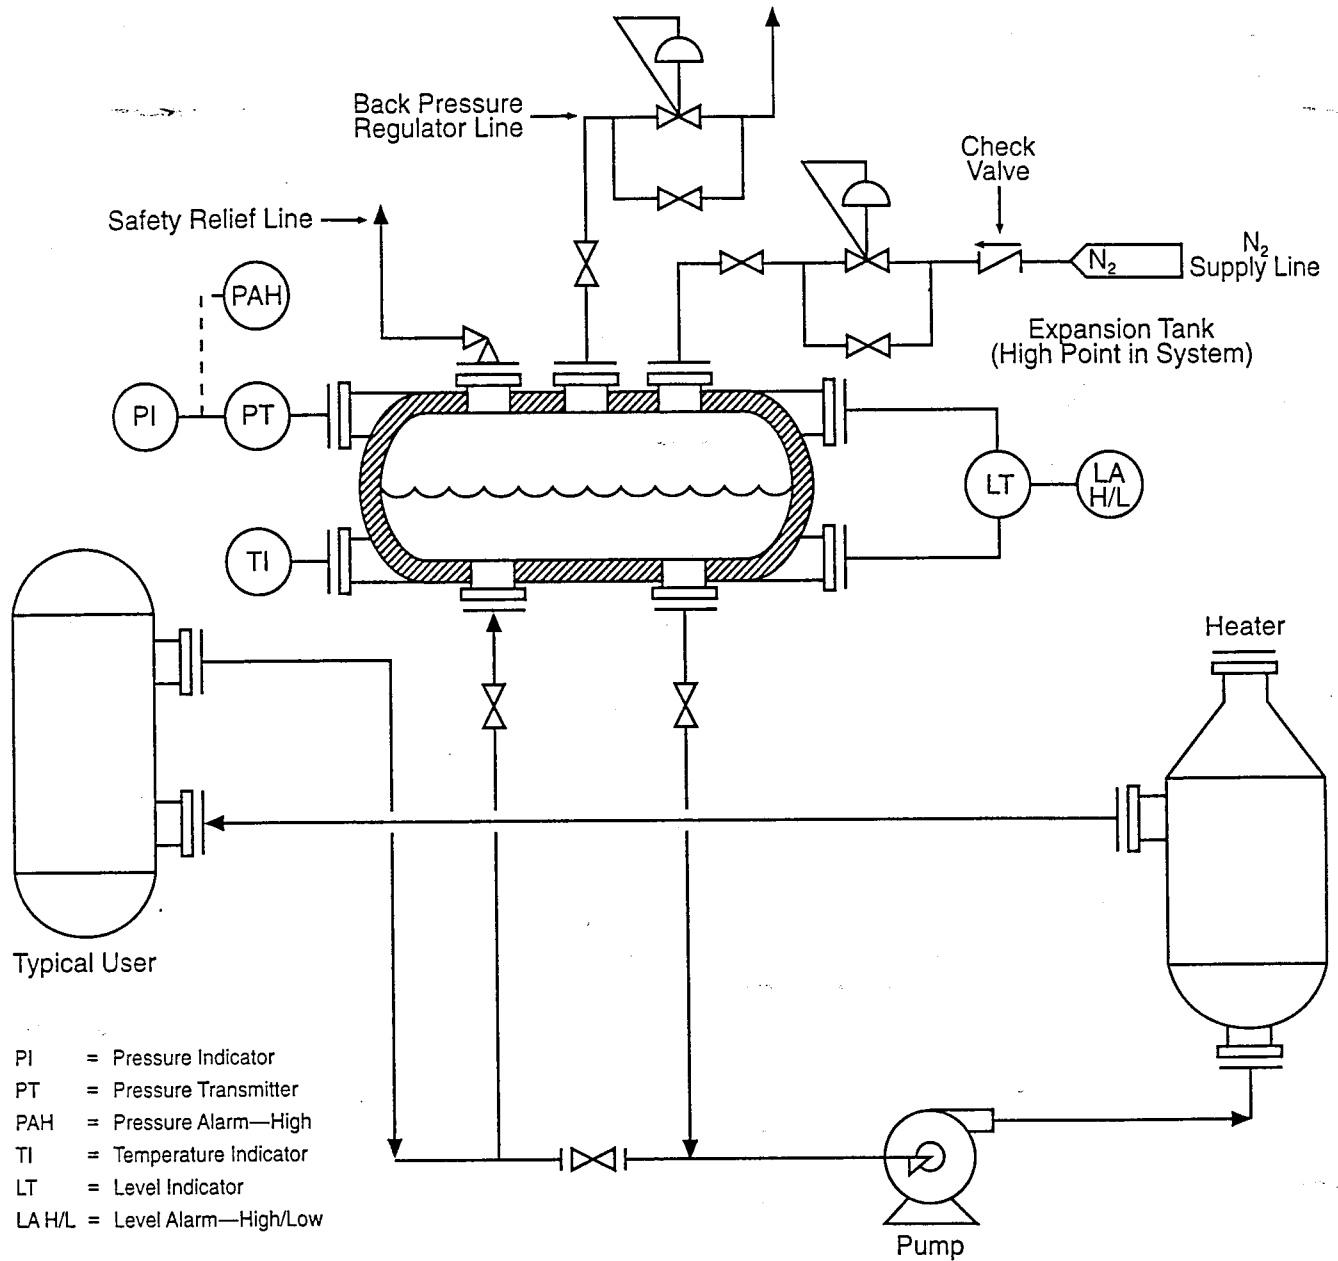 Back Pressure
Regulator Line
Check
Valve
Safety Relief Line
N2
N2
Supply Line
PAH
Expansion Tank
(High Point in System)
PI
PT
LT
LA
H/L
TI
Heater
Typical User
PI = Pressure Indicator
PT = Pressure Transmitter
PAH = Pressure Alarm—High
TI = Temperature Indicator
LT = Level Indicator
LA H/L = Level Alarm—High/Low
Pump